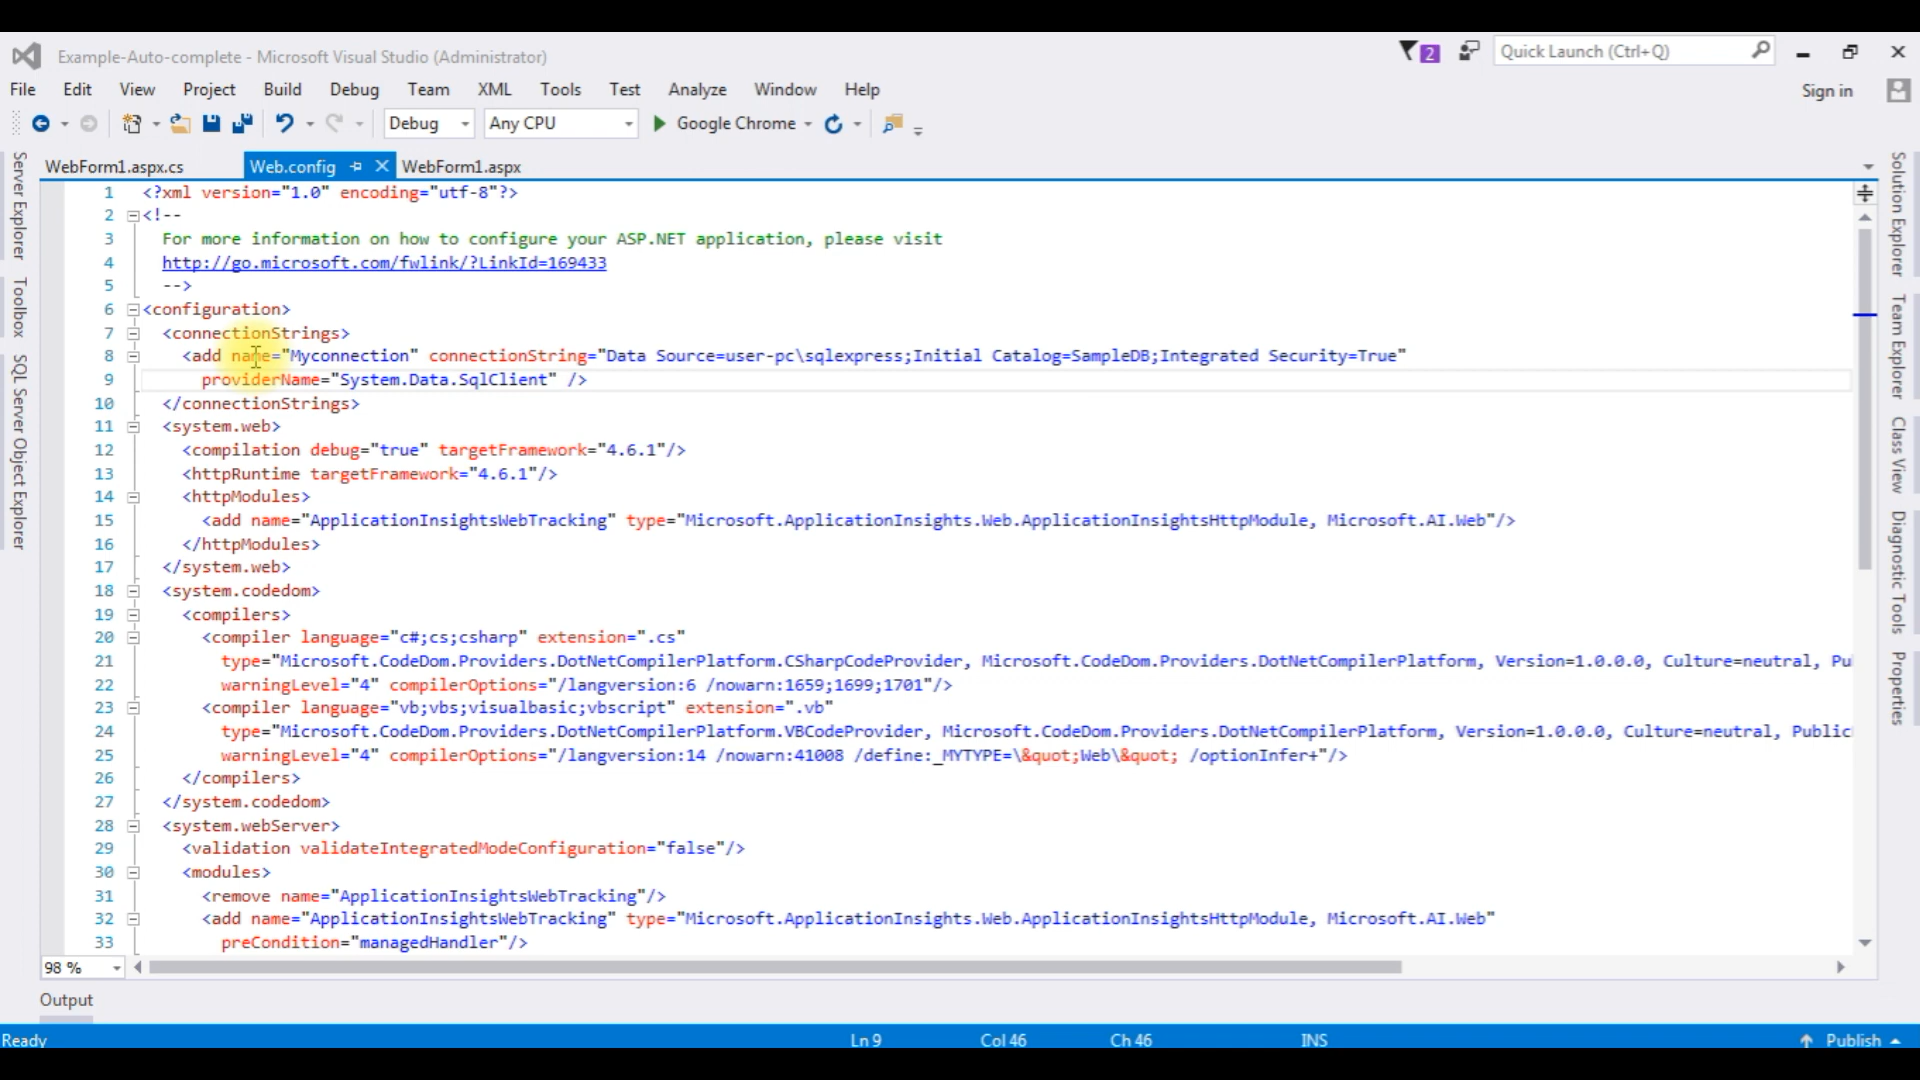 Example-Auto-complete - Microsoft Visual Studio (Administrator)
2
Quick Launch (Ctrl+Q)
File Edit View Project Build Debug Team XML Tools Test Analyze Window Help
Sign in
Debug Any CPU Google Chrome
WebForm1.aspx.cs Web.config WebForm1.aspx
Server Explorer
Toolbox
SQL Server Object Explorer
1 <?xml version="1.0" encoding="utf-8"?>
2 <!--
3 For more information on how to configure your ASP.NET application, please visit
4 http://go.microsoft.com/fwlink/?LinkId=169433
5 -->
6 <configuration>
7 <connectionStrings>
8 <add name="Myconnection" connectionString="Data Source=user-pc\sqlexpress;Initial Catalog=SampleDB;Integrated Security=True"
9 providerName="System.Data.SqlClient" />
10 </connectionStrings>
11 <system.web>
12 <compilation debug="true" targetFramework="4.6.1"/>
13 <httpRuntime targetFramework="4.6.1"/>
14 <httpModules>
15 <add name="ApplicationInsightsWebTracking" type="Microsoft.ApplicationInsights.Web.ApplicationInsightsHttpModule, Microsoft.AI.Web"/>
16 </httpModules>
17 </system.web>
18 <system.codedom>
19 <compilers>
20 <compiler language="c#;cs;csharp" extension=".cs"
21 type="Microsoft.CodeDom.Providers.DotNetCompilerPlatform.CSharpCodeProvider, Microsoft.CodeDom.Providers.DotNetCompilerPlatform, Version=1.0.0.0, Culture=neutral, Pu
22 warningLevel="4" compilerOptions="/langversion:6 /nowarn:1659;1699;1701"/>
23 <compiler language="vb;vbs;visualbasic;vbscript" extension=".vb"
24 type="Microsoft.CodeDom.Providers.DotNetCompilerPlatform.VBCodeProvider, Microsoft.CodeDom.Providers.DotNetCompilerPlatform, Version=1.0.0.0, Culture=neutral, Public
25 warningLevel="4" compilerOptions="/langversion:14 /nowarn:41008 /define:_MYTYPE=\&quot;Web\&quot; /optionInfer+"/>
26 </compilers>
27 </system.codedom>
28 <system.webServer>
29 <validation validateIntegratedModeConfiguration="false"/>
30 <modules>
31 <remove name="ApplicationInsightsWebTracking"/>
32 <add name="ApplicationInsightsWebTracking" type="Microsoft.ApplicationInsights.Web.ApplicationInsightsHttpModule, Microsoft.AI.Web"
33 preCondition="managedHandler"/>
Solution Explorer
Team Explorer
Class View
Diagnostic Tools
Properties
98 %
Output
Ready Ln 9 Col 46 Ch 46 INS Publish